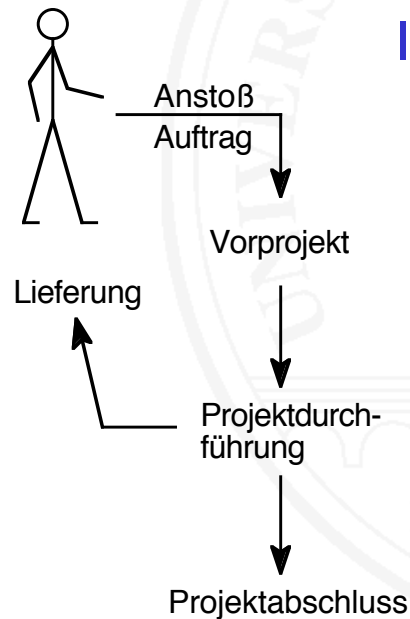 Anstoß
Auftrag
Vorprojekt
Lieferung
Projektdurch-
führung
Projektabschluss